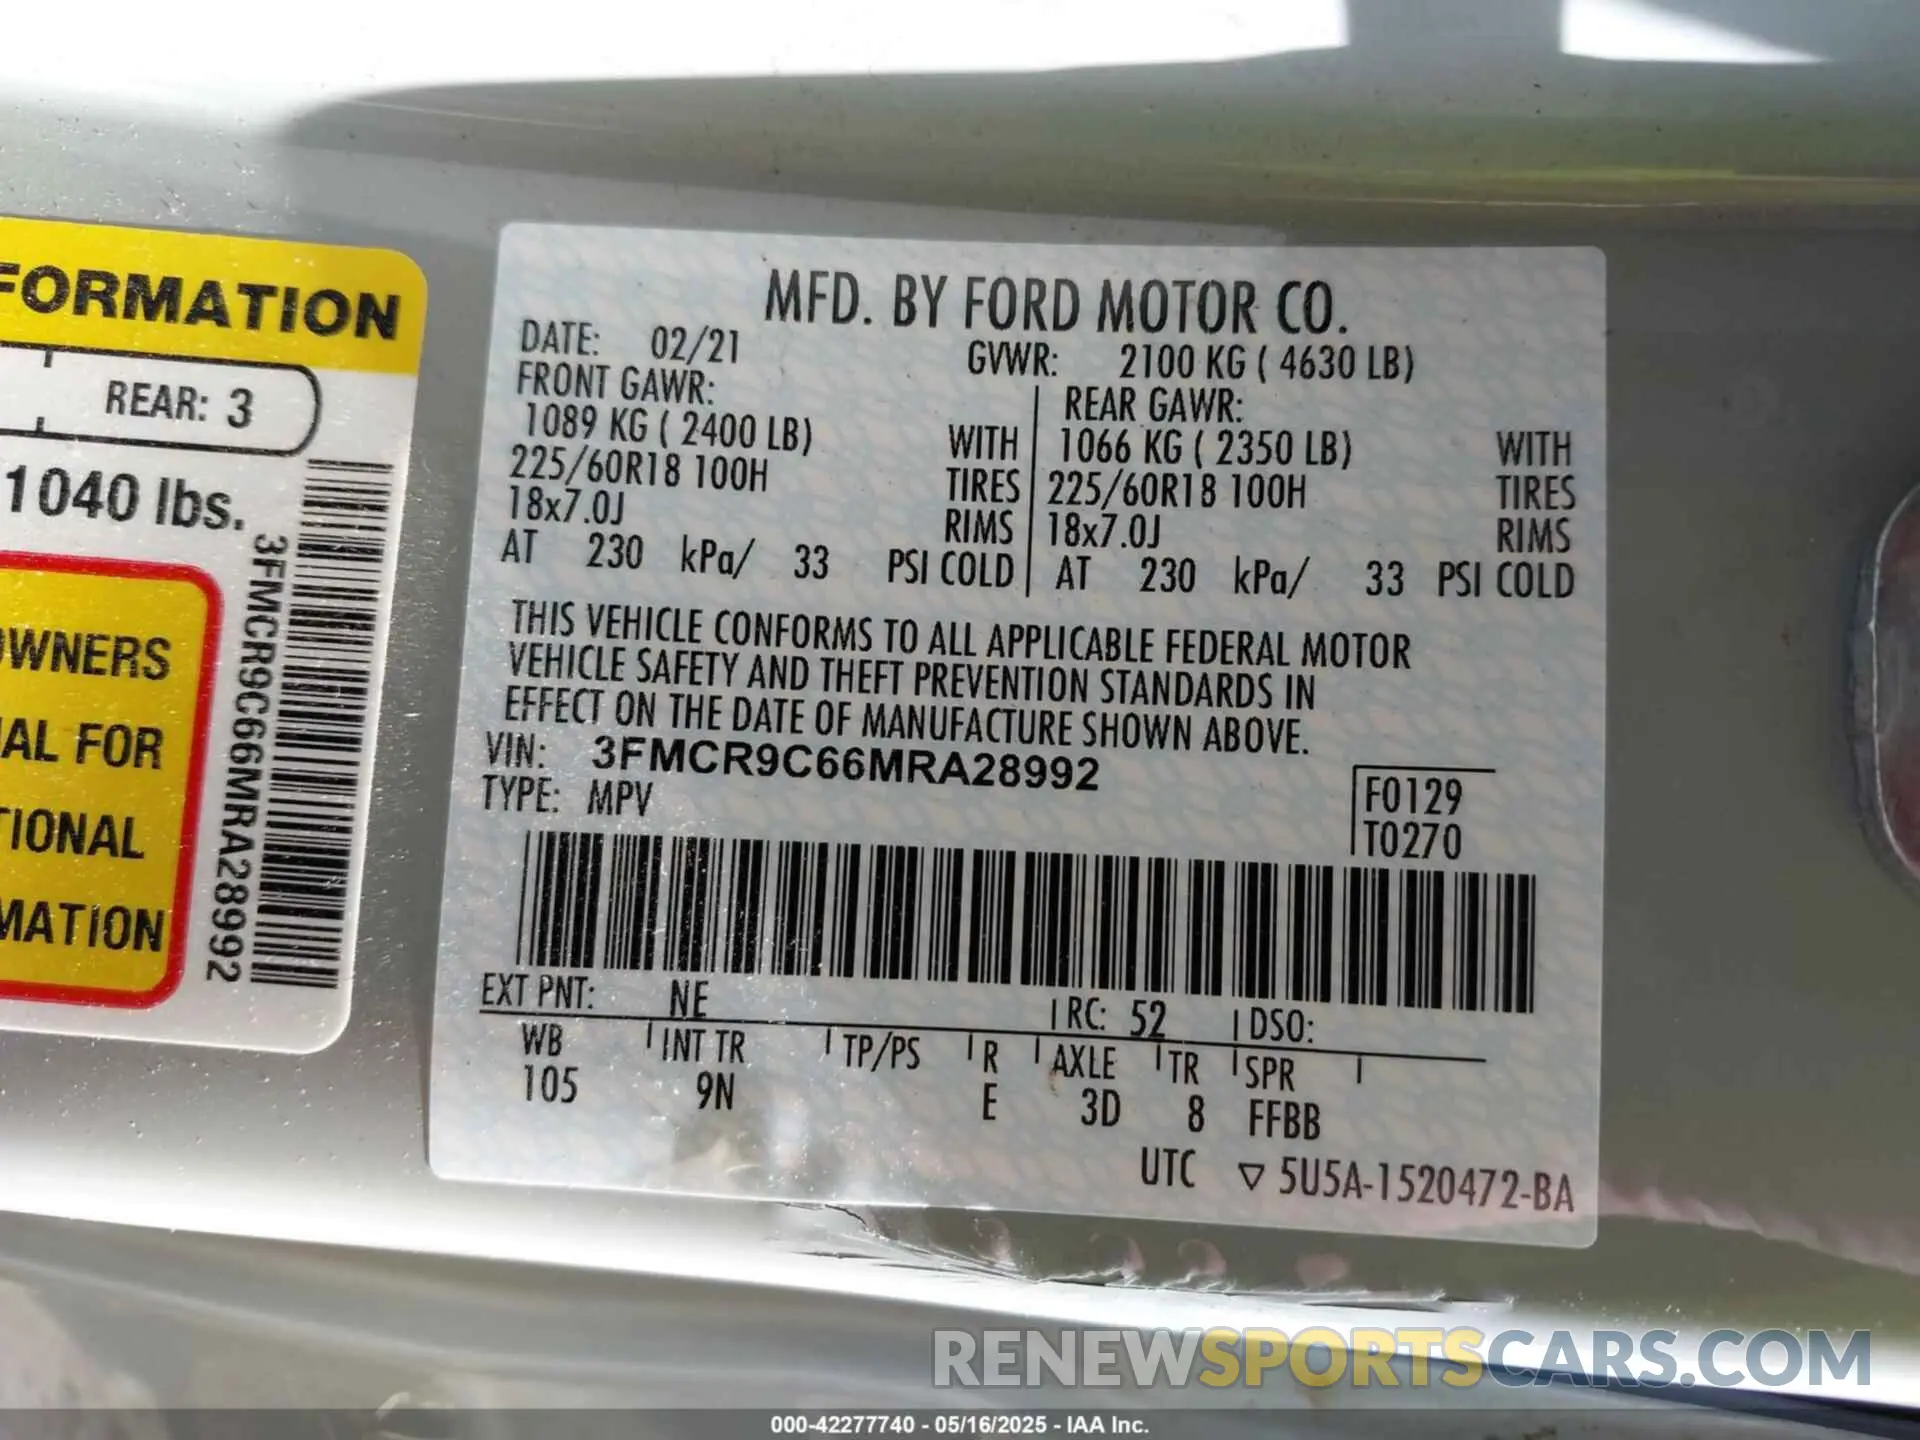 FORMATION
REAR: 3
1040 lbs.
OWNERS
AL FOR
TIONAL
MATION
3FMCR9C66MRA28992
MFD. BY FORD MOTOR CO.
DATE: 02/21 GVWR: 2100 KG ( 4630 LB)
FRONT GAWR: REAR GAWR:
1089 KG ( 2400 LB) WITH 1066 KG ( 2350 LB) WITH
225/60R18 100H TIRES 225/60R18 100H TIRES
18x7.0J RIMS 18x7.0J RIMS
AT 230 kPa/ 33 PSI COLD AT 230 kPa/ 33 PSI COLD
THIS VEHICLE CONFORMS TO ALL APPLICABLE FEDERAL MOTOR
VEHICLE SAFETY AND THEFT PREVENTION STANDARDS IN
EFFECT ON THE DATE OF MANUFACTURE SHOWN ABOVE.
VIN: 3FMCR9C66MRA28992
TYPE: MPV
F0129
T0270
EXT PNT: NE RC: 52 DSO:
WB INT TR TP/PS R AXLE TR SPR
105 9N E 3D 8 FFBB
UTC ▽ 5U5A-1520472-BA
RENEWSPORTSCARS.COM
000-42277740 - 05/16/2025 - IAA Inc.